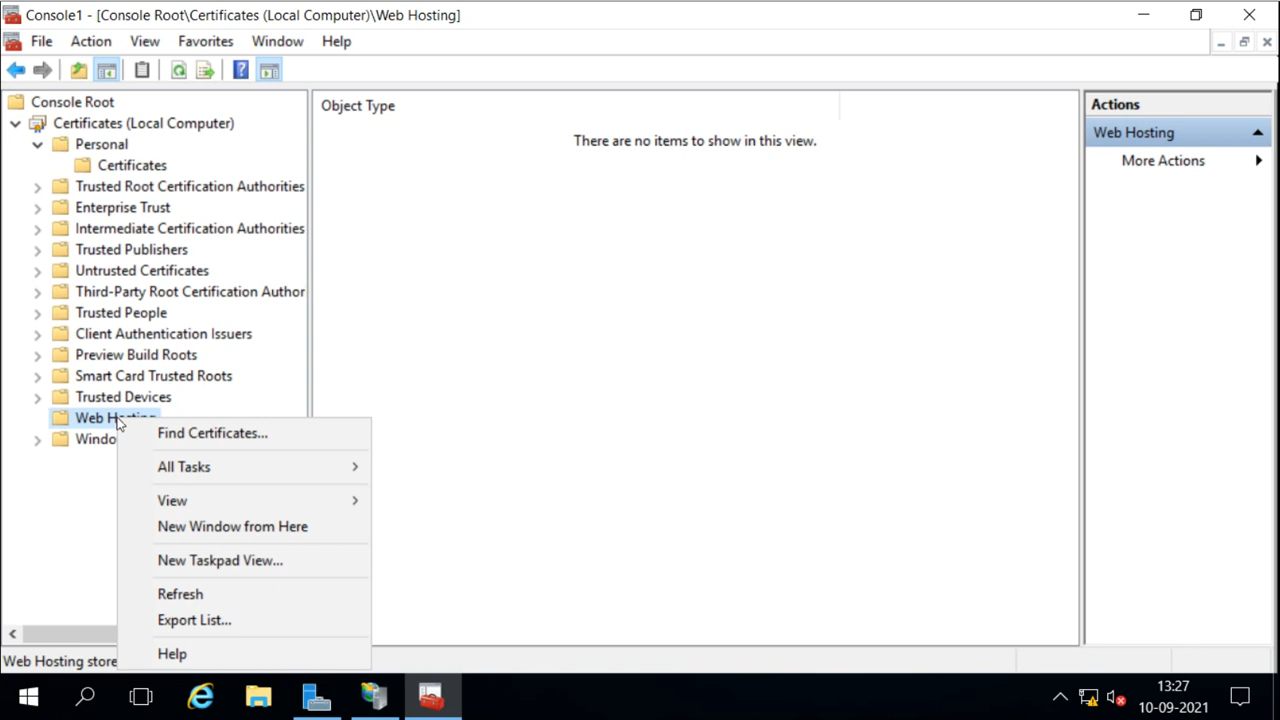 Console1 - [Console Root\Certificates (Local Computer)\Web Hosting]
File Action View Favorites Window Help
Console Root
Certificates (Local Computer)
Personal
Certificates
Trusted Root Certification Authorities
Enterprise Trust
Intermediate Certification Authorities
Trusted Publishers
Untrusted Certificates
Third-Party Root Certification Author
Trusted People
Client Authentication Issuers
Preview Build Roots
Smart Card Trusted Roots
Trusted Devices
Web Hosting
Windo
Find Certificates...
All Tasks
View
New Window from Here
New Taskpad View...
Refresh
Export List...
Help
Object Type
There are no items to show in this view.
Actions
Web Hosting
More Actions
Web Hosting store
13:27
10-09-2021